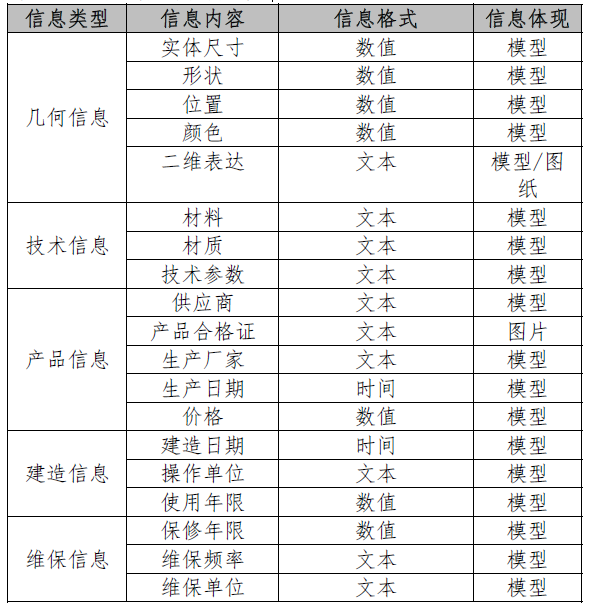 信息类型 信息内容 信息格式 信息体现
几何信息 实体尺寸 数值 模型
形状 数值 模型
位置 数值 模型
颜色 数值 模型
二维表达 文本 模型/图
纸
技术信息 材料 文本 模型
材质 文本 模型
技术参数 文本 模型
产品信息 供应商 文本 模型
产品合格证 文本 图片
生产厂家 文本 模型
生产日期 时间 模型
价格 数值 模型
建造信息 建造日期 时间 模型
操作单位 文本 模型
使用年限 数值 模型
维保信息 保修年限 数值 模型
维保频率 文本 模型
维保单位 文本 模型